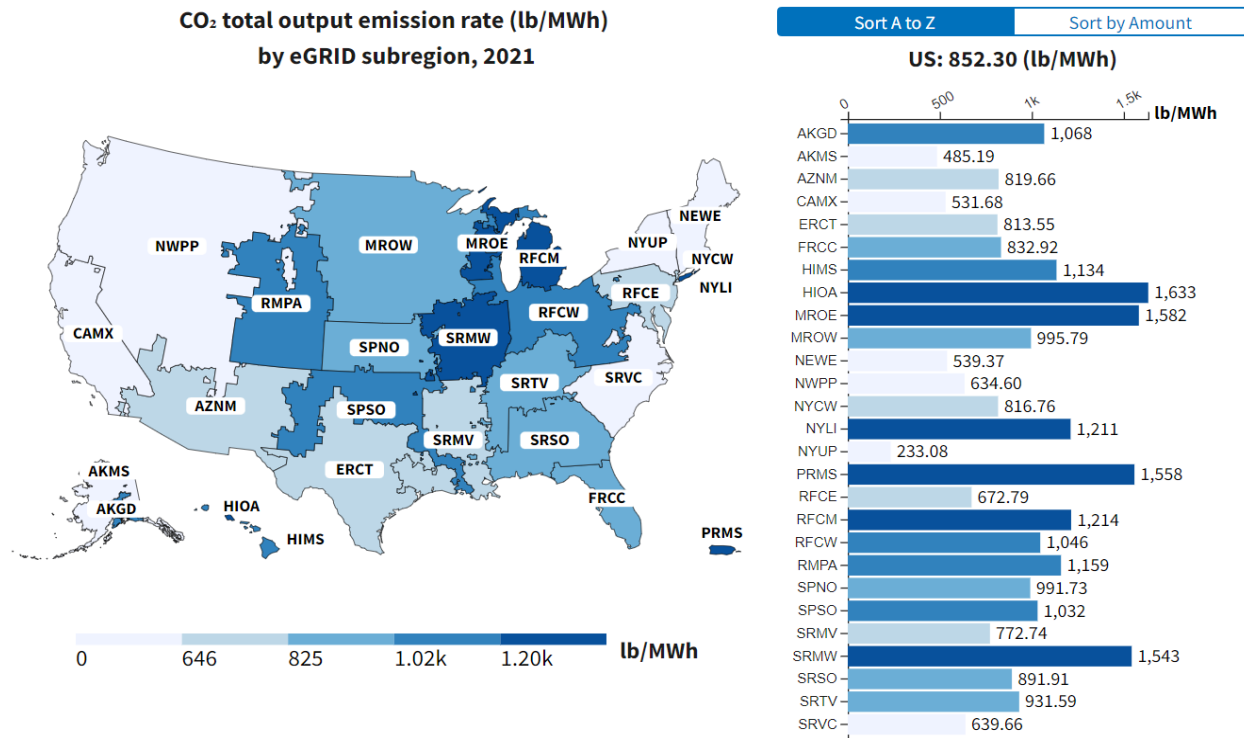 CO₂ total output emission rate (lb/MWh)
by eGRID subregion, 2021
NWPP
MROW
MROE
RFCM
NYUP
NEWE
NYCW
NYLI
RFCE
RMPA
RFCW
CAMX
SPNO
SRMW
SRTV
SRVC
AZNM
SPSO
SRMV
SRSO
ERCT
FRCC
AKMS
AKGD
HIOA
HIMS
PRMS
0 646 825 1.02k 1.20k lb/MWh
Sort A to Z Sort by Amount
US: 852.30 (lb/MWh)
0 500 1k 1.5k lb/MWh
AKGD 1,068
AKMS 485.19
AZNM 819.66
CAMX 531.68
ERCT 813.55
FRCC 832.92
HIMS 1,134
HIOA 1,633
MROE 1,582
MROW 995.79
NEWE 539.37
NWPP 634.60
NYCW 816.76
NYLI 1,211
NYUP 233.08
PRMS 1,558
RFCE 672.79
RFCM 1,214
RFCW 1,046
RMPA 1,159
SPNO 991.73
SPSO 1,032
SRMV 772.74
SRMW 1,543
SRSO 891.91
SRTV 931.59
SRVC 639.66